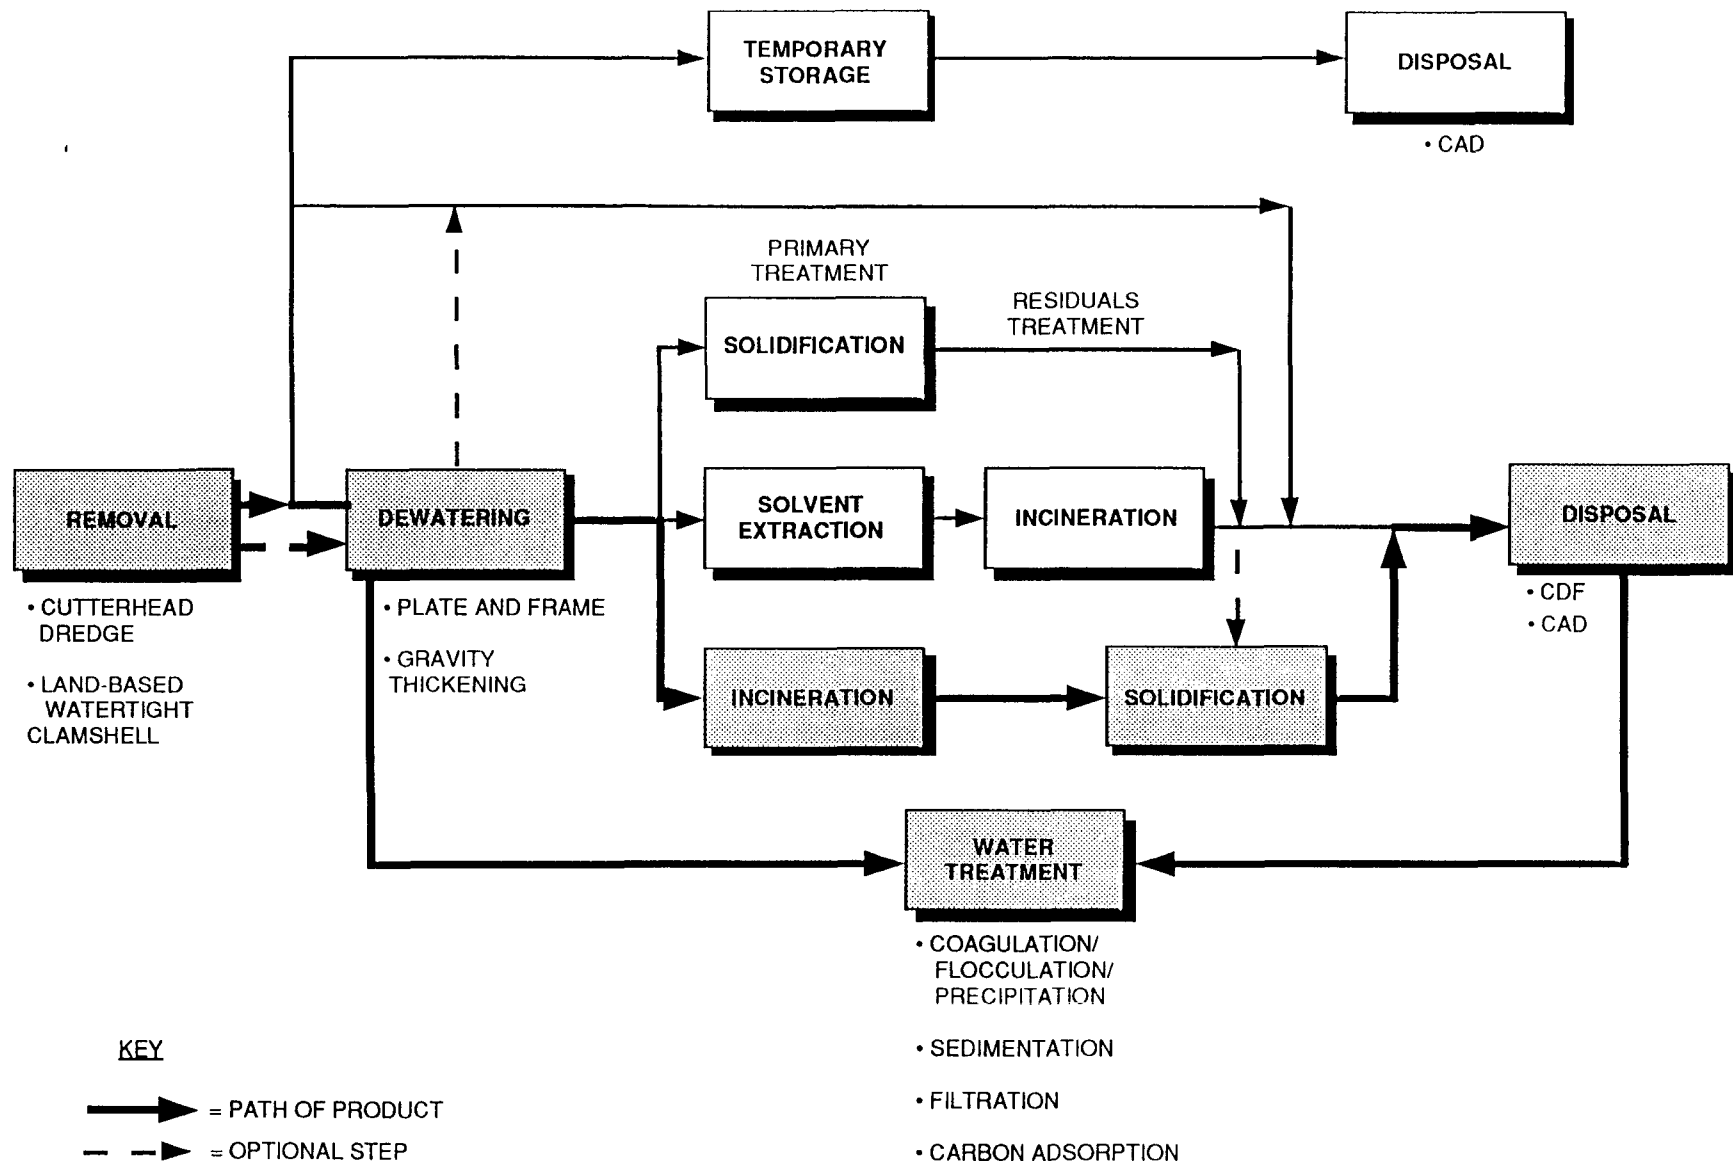 TEMPORARY
STORAGE
DISPOSAL
• CAD
PRIMARY
TREATMENT
RESIDUALS
TREATMENT
SOLIDIFICATION
REMOVAL
DEWATERING
SOLVENT
EXTRACTION
INCINERATION
DISPOSAL
• CUTTERHEAD
DREDGE
• LAND-BASED
WATERTIGHT
CLAMSHELL
• PLATE AND FRAME
• GRAVITY
THICKENING
• CDF
• CAD
INCINERATION
SOLIDIFICATION
WATER
TREATMENT
• COAGULATION/
FLOCCULATION/
PRECIPITATION
• SEDIMENTATION
• FILTRATION
• CARBON ADSORPTION
KEY
= PATH OF PRODUCT
= OPTIONAL STEP